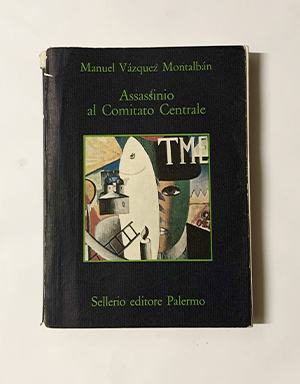 Manuel Vázquez Montalbán
Assassinio
al Comitato Centrale
TME
Sellerio editore Palermo